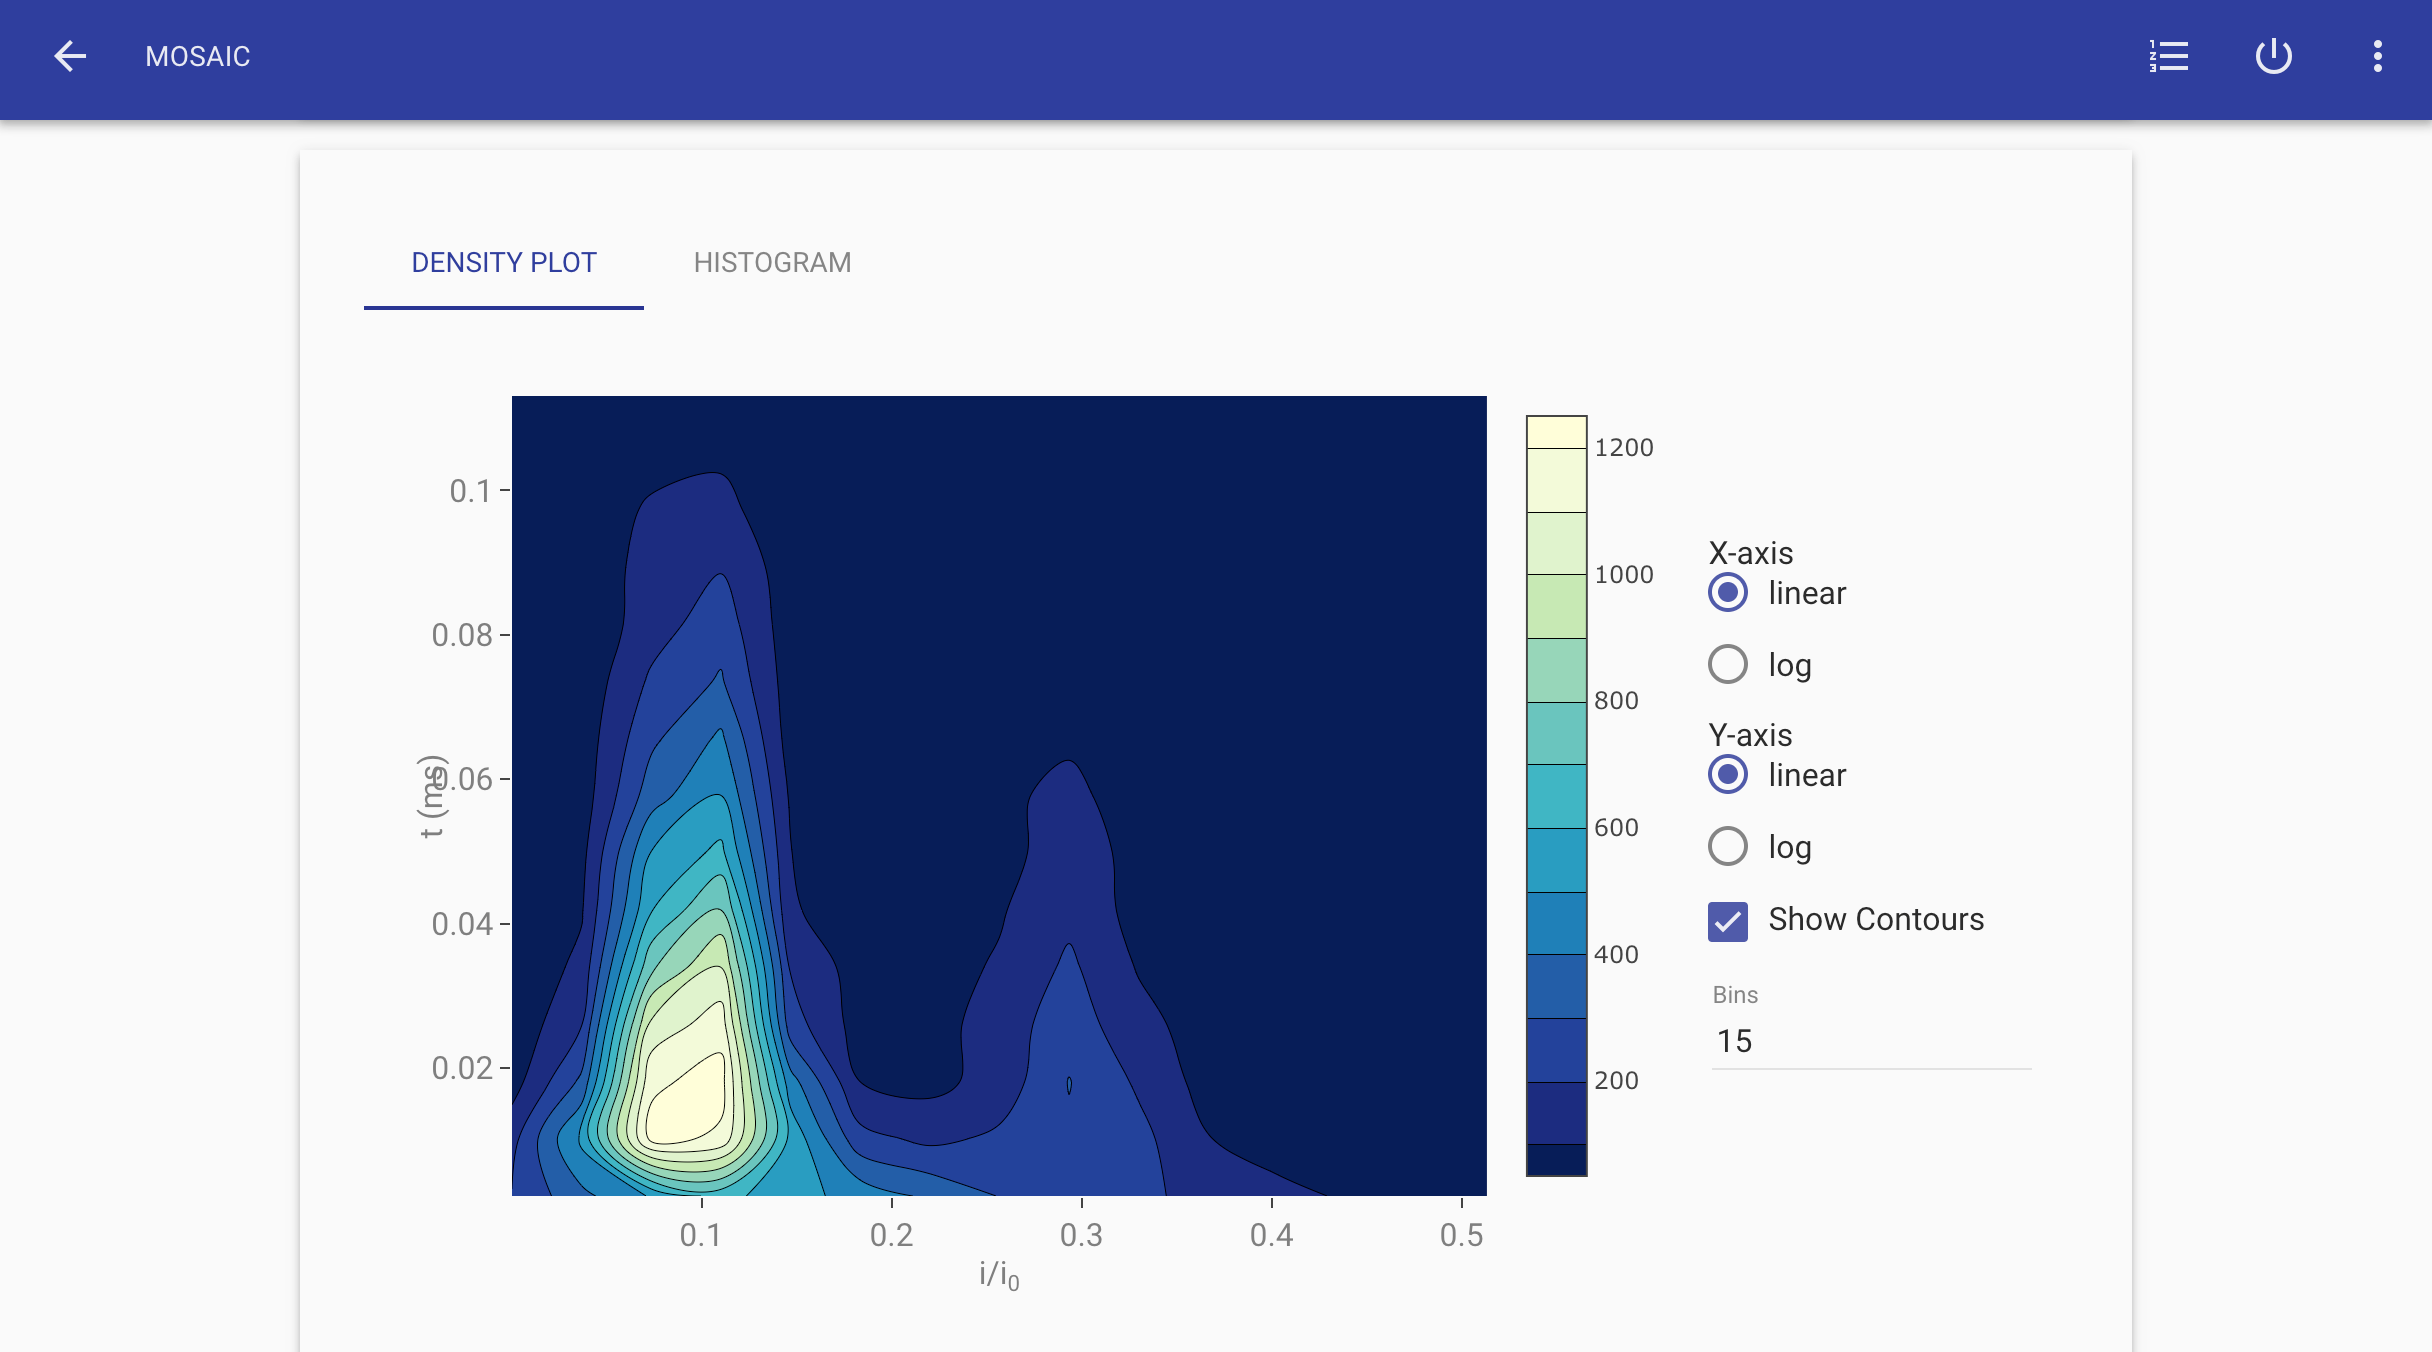 MOSAIC
DENSITY PLOT
HISTOGRAM
0.1
0.08
0.06
0.04
0.02
t (ms)
0.1
0.2
0.3
0.4
0.5
i/i0
1200
1000
800
600
400
200
X-axis
linear
log
Y-axis
linear
log
Show Contours
Bins
15